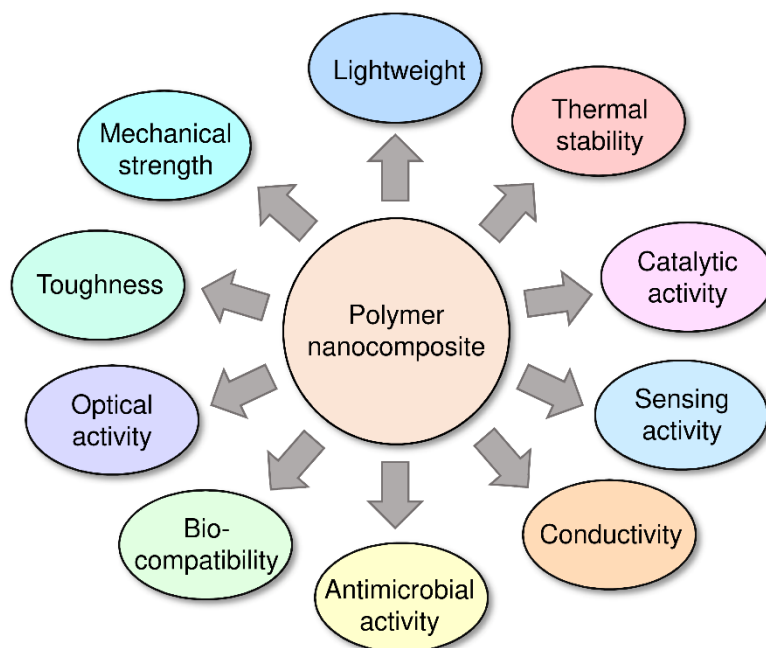 Lightweight
Thermal
stability
Mechanical
strength
Catalytic
activity
Toughness
Polymer
nanocomposite
Sensing
activity
Optical
activity
Conductivity
Bio-
compatibility
Antimicrobial
activity